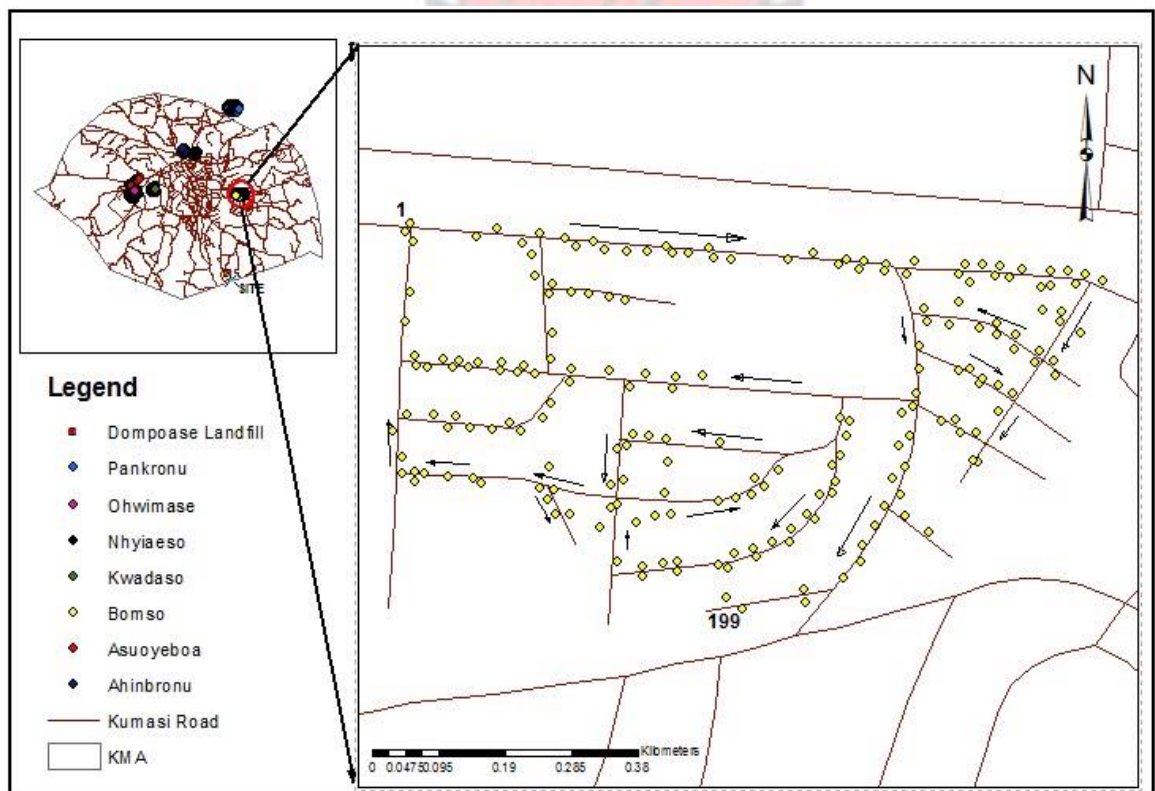 SITE
Legend
Dompoase Landfill
Pankronu
Ohwimase
Nhyiaeso
Kwadaso
Bomso
Asuoyeboa
Ahinbronu
Kumasi Road
KMA
N
1
199
Kilometers
0 0.0475 0.095 0.19 0.285 0.38